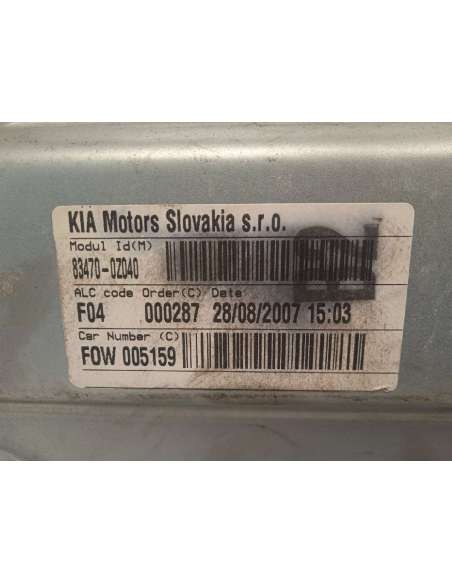 KIA Motors Slovakia s.r.o.
Modul Id(M)
83470-0Z040
ALC code Order(C) Date
F04 000287 28/08/2007 15:03
Car Number (C)
FOW 005159